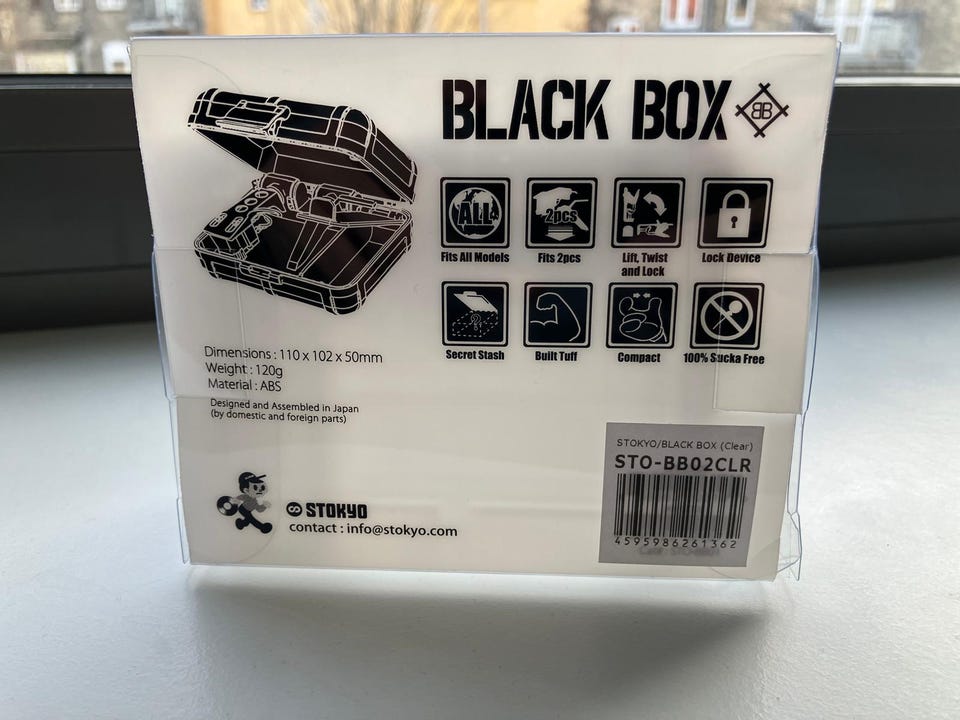 BLACK BOX BB
ALL
2pcs
Fits All Models
Fits 2pcs
Lift, Twist
and Lock
Lock Device
?
Secret Stash
Built Tuff
Compact
100% Sucka Free
Dimensions : 110 x 102 x 50mm
Weight : 120g
Material : ABS
Designed and Assembled in Japan
(by domestic and foreign parts)
STOKYO
contact : info@stokyo.com
STOKYO/BLACK BOX (Clear)
STO-BB02CLR
4595986261362